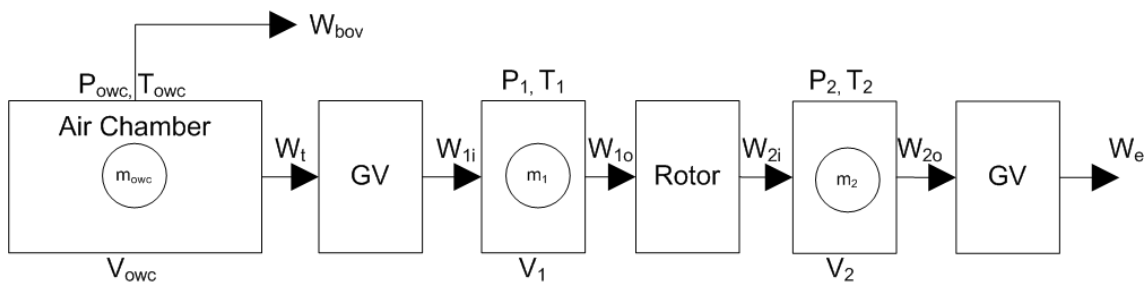 W_bov
P_owc, T_owc
P_1, T_1
P_2, T_2
Air Chamber
W_t
W_1i
W_1o
W_2i
W_2o
W_e
m_owc
GV
m_1
Rotor
m_2
GV
V_owc
V_1
V_2